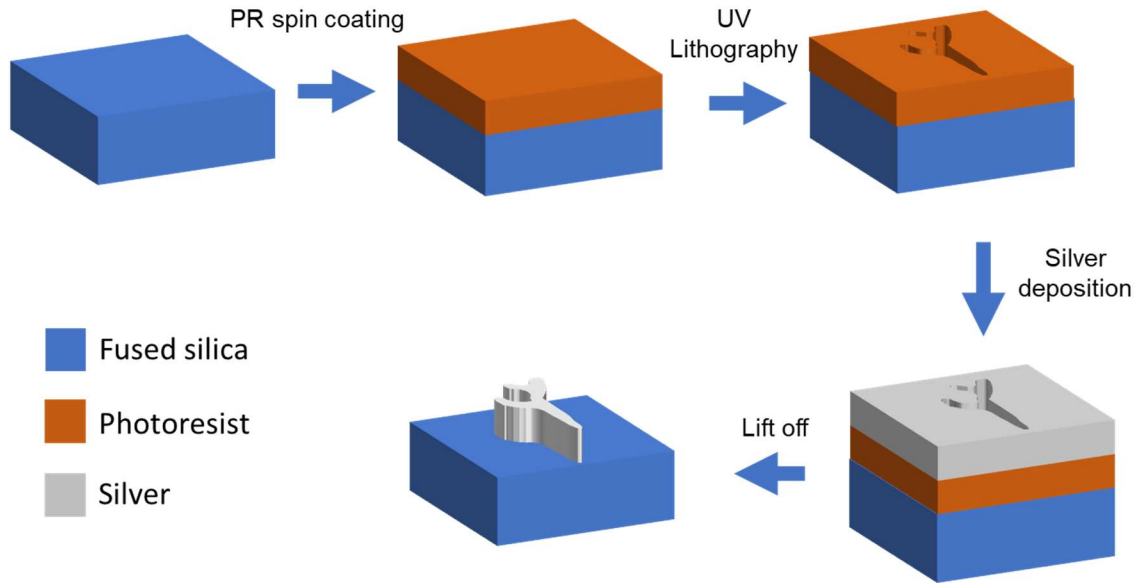 PR spin coating
UV
Lithography
Silver
deposition
Lift off
Fused silica
Photoresist
Silver